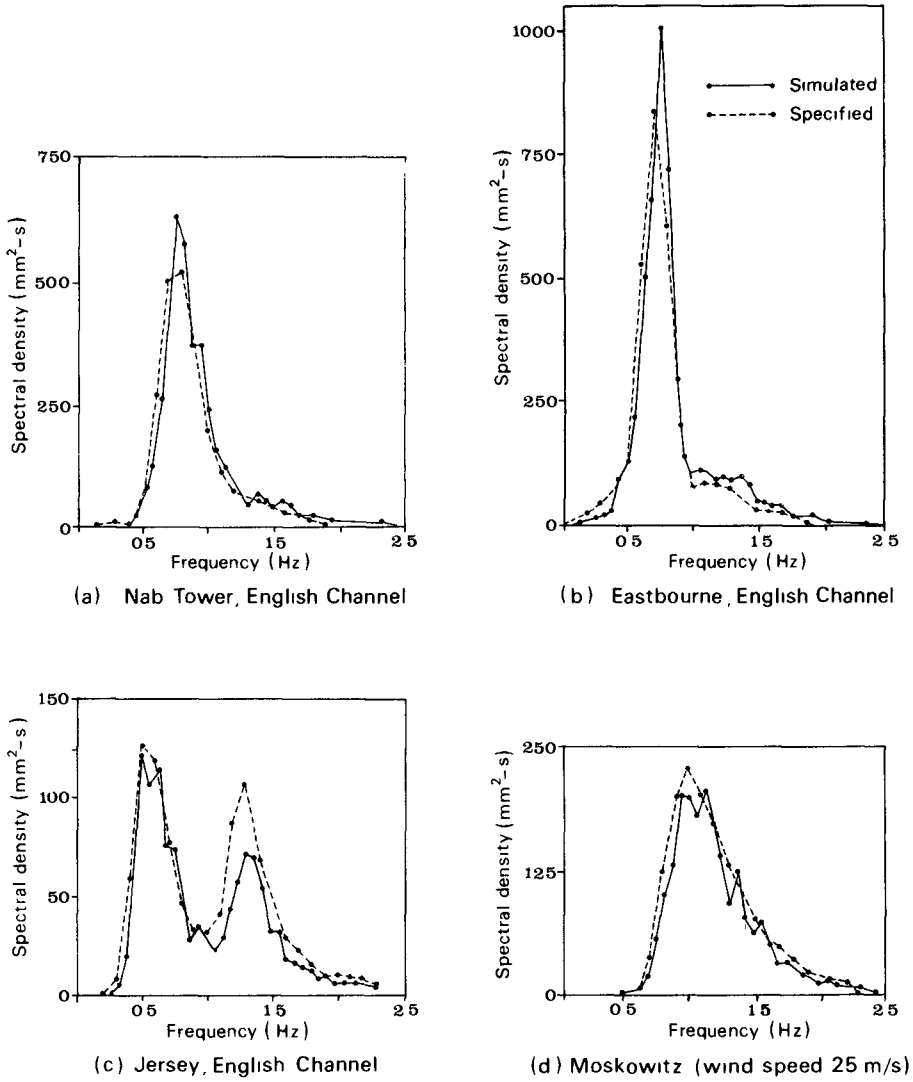 1000
750
500
250
0
Spectral density (mm²-s)
Simulated
Specified
05 15 25
Frequency (Hz)
(b) Eastbourne, English Channel
750
500
250
0
Spectral density (mm²-s)
05 15 25
Frequency (Hz)
(a) Nab Tower, English Channel
150
100
50
0
Spectral density (mm²-s)
05 15 25
Frequency (Hz)
(c) Jersey, English Channel
250
125
0
Spectral density (mm²-s)
05 15 25
Frequency (Hz)
(d) Moskowitz (wind speed 25 m/s)